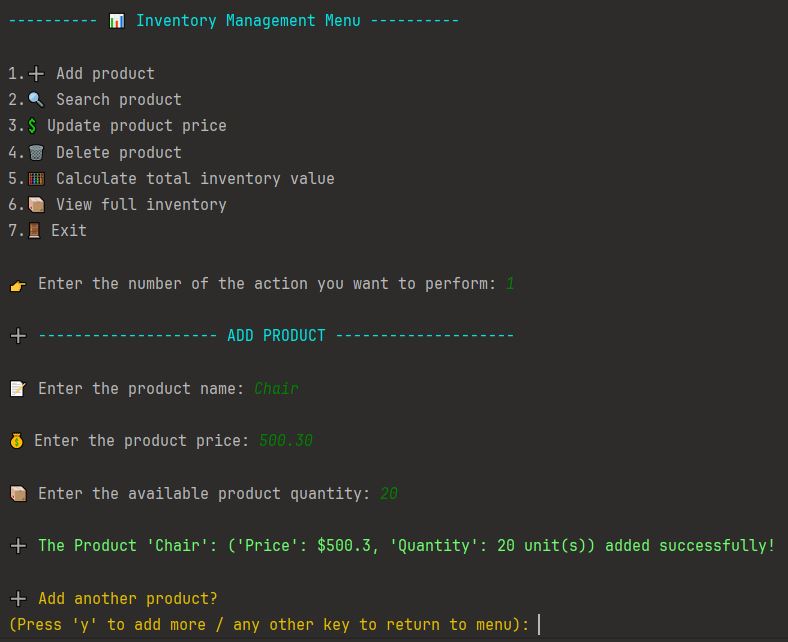 ---------- 📊 Inventory Management Menu ----------
1.➕ Add product
2.🔍 Search product
3.💲 Update product price
4.🗑️ Delete product
5.🧮 Calculate total inventory value
6.📦 View full inventory
7.🚪 Exit
👉 Enter the number of the action you want to perform: 1
➕ -------------------- ADD PRODUCT --------------------
📝 Enter the product name: Chair
💰 Enter the product price: 500.30
📦 Enter the available product quantity: 20
➕ The Product 'Chair': ('Price': $500.3, 'Quantity': 20 unit(s)) added successfully!
➕ Add another product?
(Press 'y' to add more / any other key to return to menu):